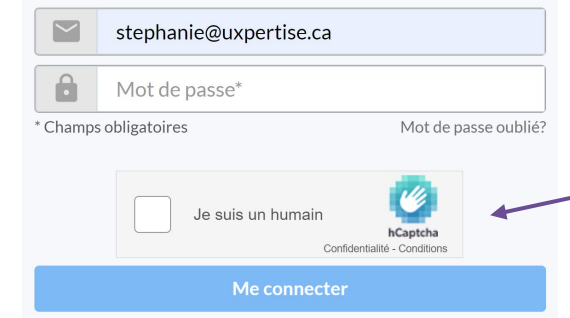 stephanie@uxpertise.ca
Mot de passe*
* Champs obligatoires Mot de passe oublié?
Je suis un humain
hCaptcha
Confidentialité - Conditions
Me connecter